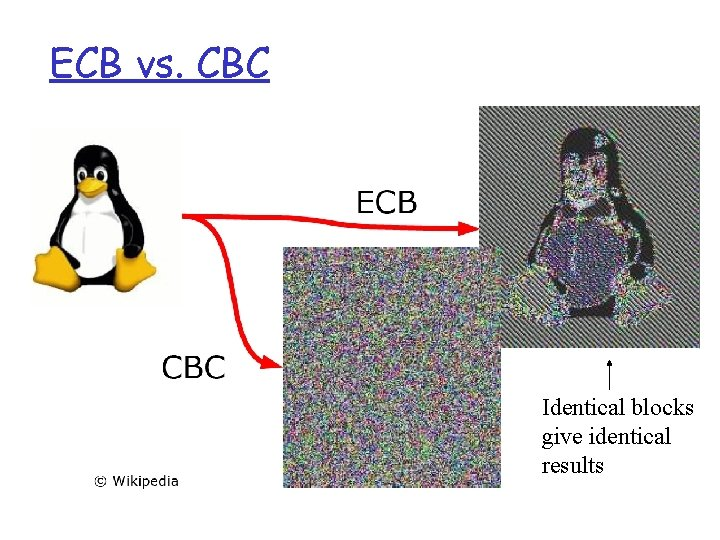 ECB vs. CBC
ECB
CBC
Identical blocks
give identical
results
© Wikipedia